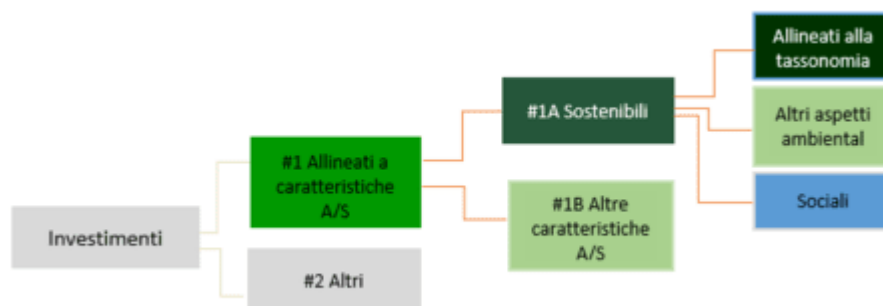 Investimenti
#1 Allineati a
caratteristiche
A/S
#2 Altri
#1A Sostenibili
#1B Altre
caratteristiche
A/S
Allineati alla
tassonomia
Altri aspetti
ambiental
Sociali